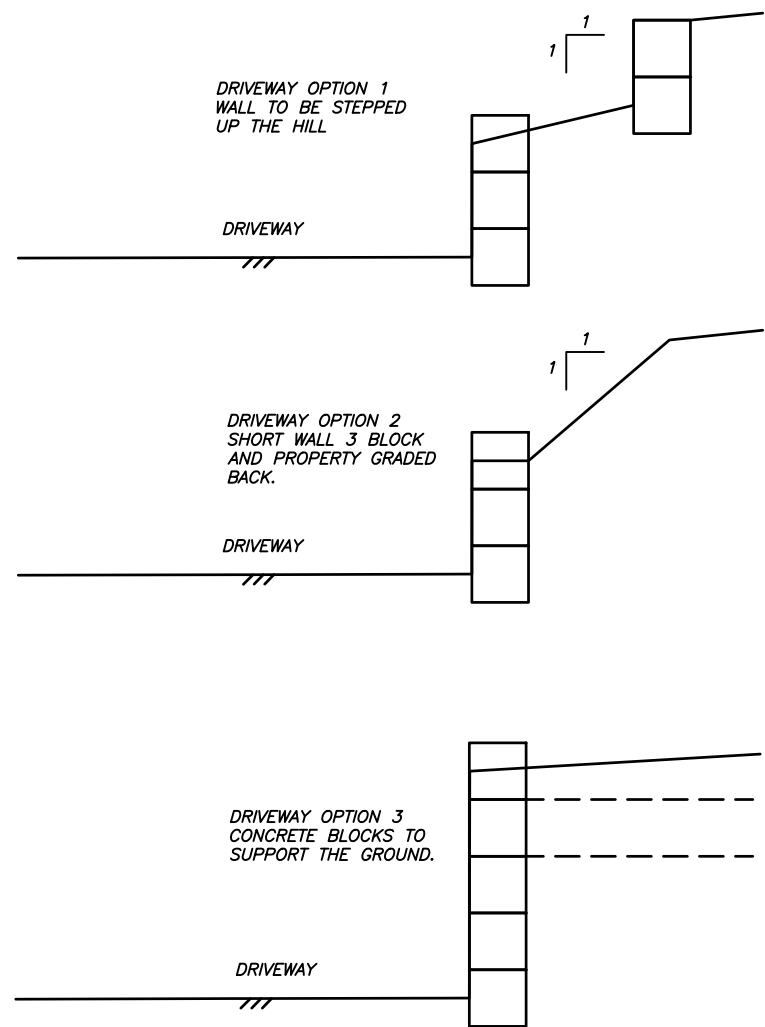 1
1
DRIVEWAY OPTION 1
WALL TO BE STEPPED
UP THE HILL
DRIVEWAY
1
1
DRIVEWAY OPTION 2
SHORT WALL 3 BLOCK
AND PROPERTY GRADED
BACK.
DRIVEWAY
DRIVEWAY OPTION 3
CONCRETE BLOCKS TO
SUPPORT THE GROUND.
DRIVEWAY